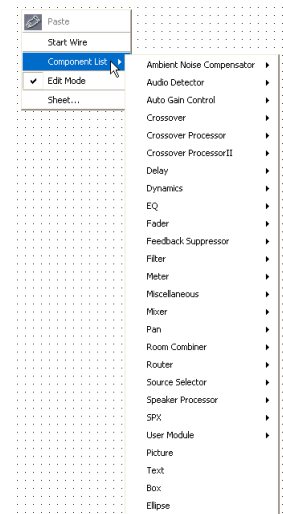 Paste
Start Wire
Component List
Edit Mode
Sheet...
Ambient Noise Compensator
Audio Detector
Auto Gain Control
Crossover
Crossover Processor
Crossover ProcessorII
Delay
Dynamics
EQ
Fader
Feedback Suppressor
Filter
Meter
Miscellaneous
Mixer
Pan
Room Combiner
Router
Source Selector
Speaker Processor
SPX
User Module
Picture
Text
Box
Ellipse